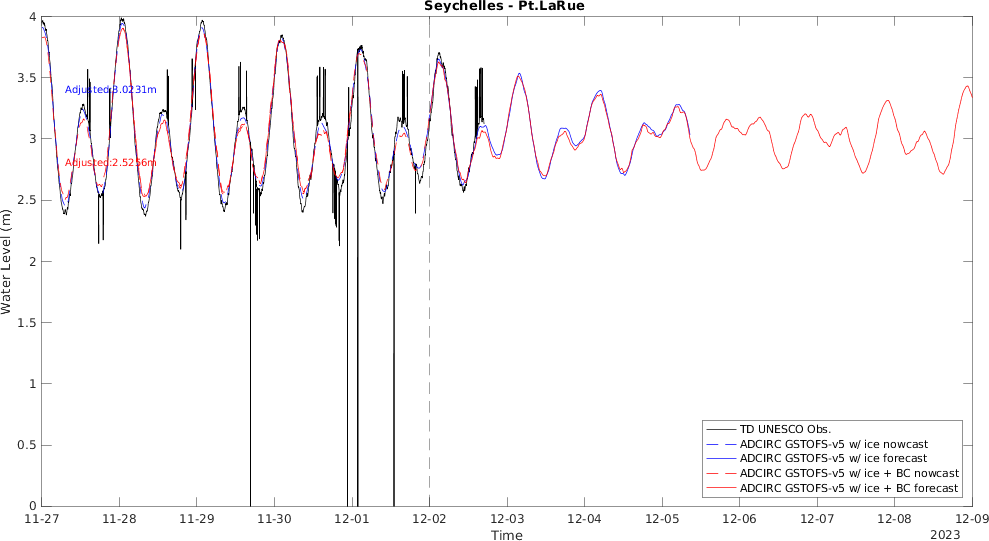 Seychelles - Pt.LaRue
Water Level (m)
4
3.5
3
2.5
2
1.5
1
0.5
0
Adjusted:3.0231m
Adjusted:2.5256m
TD UNESCO Obs.
ADCIRC GSTOFS-v5 w/ ice nowcast
ADCIRC GSTOFS-v5 w/ ice forecast
ADCIRC GSTOFS-v5 w/ ice + BC nowcast
ADCIRC GSTOFS-v5 w/ ice + BC forecast
11-27 11-28 11-29 11-30 12-01 12-02 12-03 12-04 12-05 12-06 12-07 12-08 12-09
Time
2023